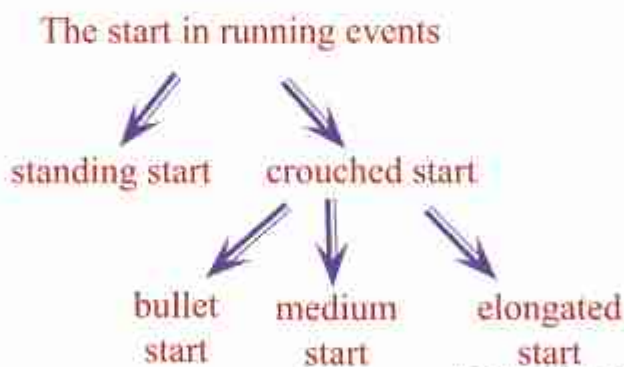 The start in running events
standing start
crouched start
bullet
start
medium
start
elongated
start